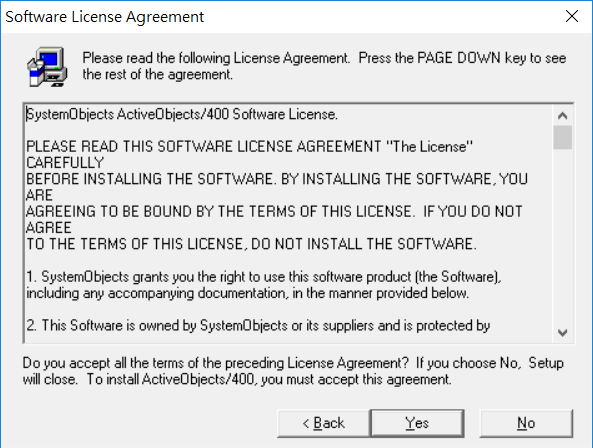 Software License Agreement
Please read the following License Agreement. Press the PAGE DOWN key to see
the rest of the agreement.
SystemObjects ActiveObjects/400 Software License.
PLEASE READ THIS SOFTWARE LICENSE AGREEMENT "The License"
CAREFULLY
BEFORE INSTALLING THE SOFTWARE. BY INSTALLING THE SOFTWARE, YOU
ARE
AGREEING TO BE BOUND BY THE TERMS OF THIS LICENSE. IF YOU DO NOT
AGREE
TO THE TERMS OF THIS LICENSE, DO NOT INSTALL THE SOFTWARE.
1. SystemObjects grants you the right to use this software product (the Software),
including any accompanying documentation, in the manner provided below.
2. This Software is owned by SystemObjects or its suppliers and is protected by
Do you accept all the terms of the preceding License Agreement? If you choose No, Setup
will close. To install ActiveObjects/400, you must accept this agreement.
< Back Yes No